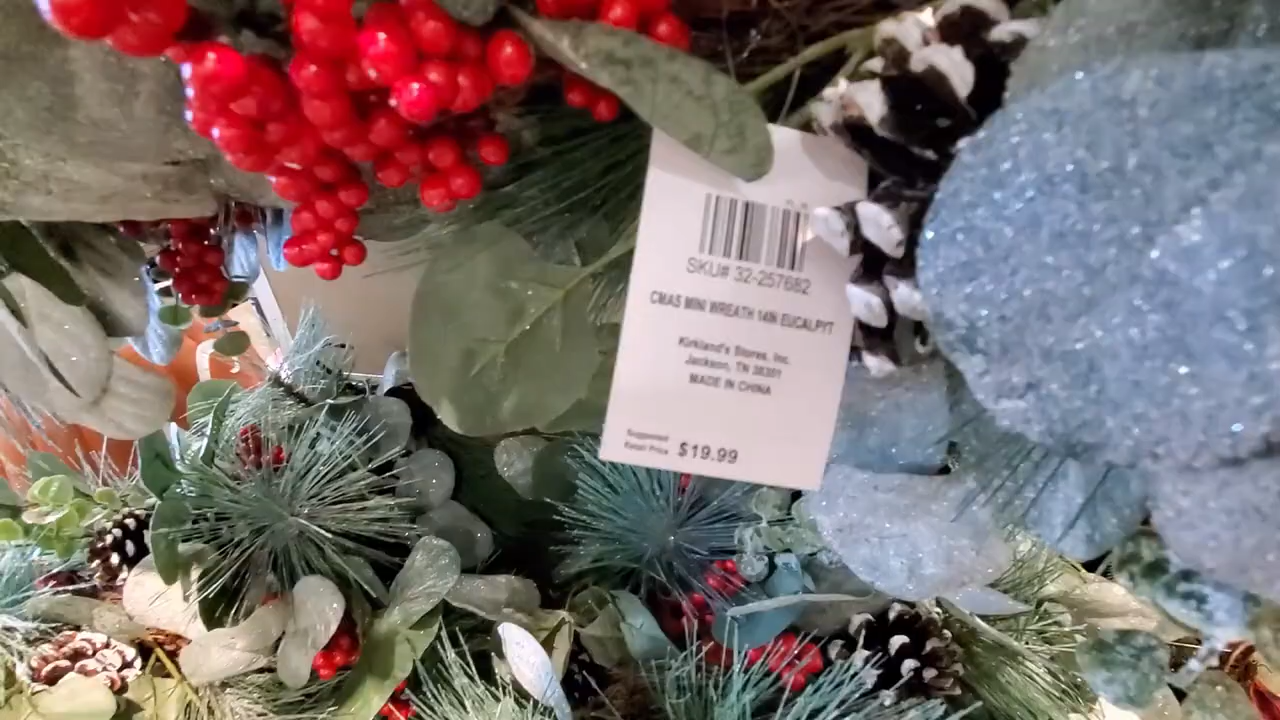 SKU# 32-257682
CMAS MINI WREATH 14IN EUCALPYT
Kirkland's Stores, Inc.
Jackson, TN 38301
MADE IN CHINA
Suggested
Retail Price $19.99